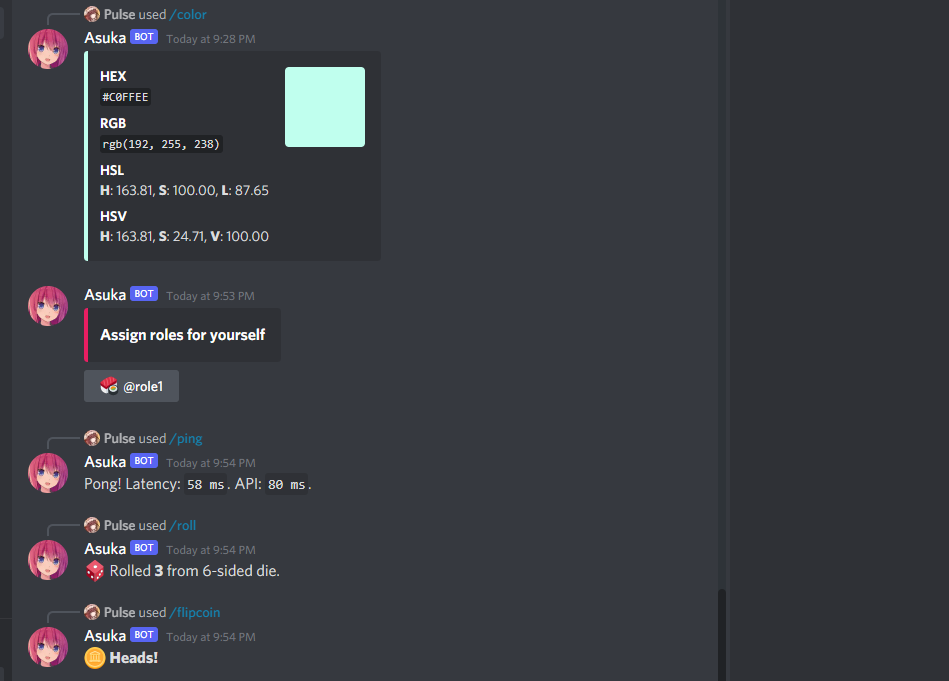 Pulse used /color
Asuka BOT Today at 9:28 PM
HEX
#C0FFEE
RGB
rgb(192, 255, 238)
HSL
H: 163.81, S: 100.00, L: 87.65
HSV
H: 163.81, S: 24.71, V: 100.00
Asuka BOT Today at 9:53 PM
Assign roles for yourself
@role1
Pulse used /ping
Asuka BOT Today at 9:54 PM
Pong! Latency: 58 ms. API: 80 ms.
Pulse used /roll
Asuka BOT Today at 9:54 PM
Rolled 3 from 6-sided die.
Pulse used /flipcoin
Asuka BOT Today at 9:54 PM
Heads!